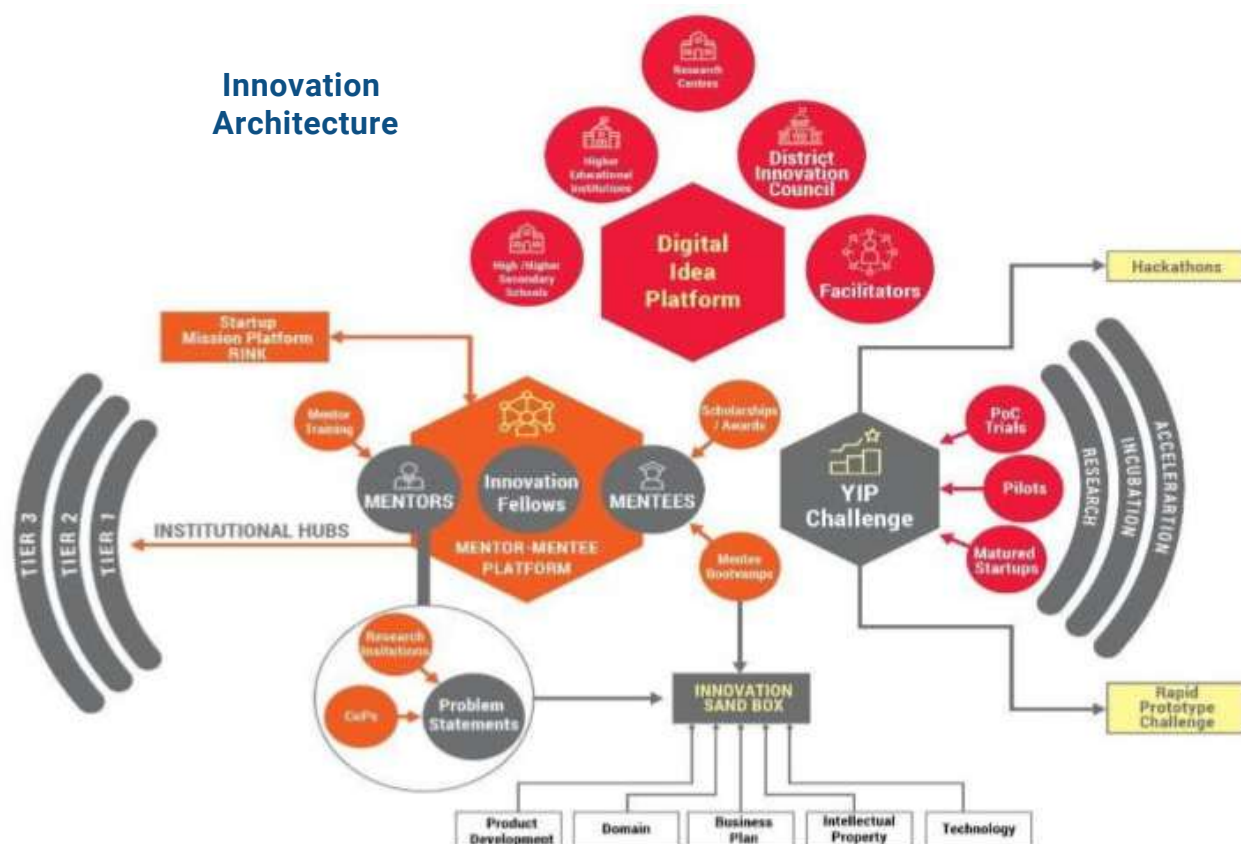 Innovation
Architecture
Research
Centres
Higher
Educational
Institutions
District
Innovation
Council
High /Higher
Secondary
Schools
Digital
Idea
Platform
Facilitators
Hackathons
Startup
Mission Platform
RINK
Mentor
Training
Scholarships
/ Awards
MENTORS
Innovation
Fellows
MENTEES
MENTOR-MENTEE
PLATFORM
YIP
Challenge
PoC
Trials
Pilots
Matured
Startups
RESEARCH
INCUBATION
ACCELERARTION
TIER 3
TIER 2
TIER 1
INSTITUTIONAL HUBS
Mentee
Research
Problem
Statements
INNOVATION
SAND BOX
Rapid
Prototype
Challenge
Product
Development
Domain
Business
Plan
Intellectual
Property
Technology